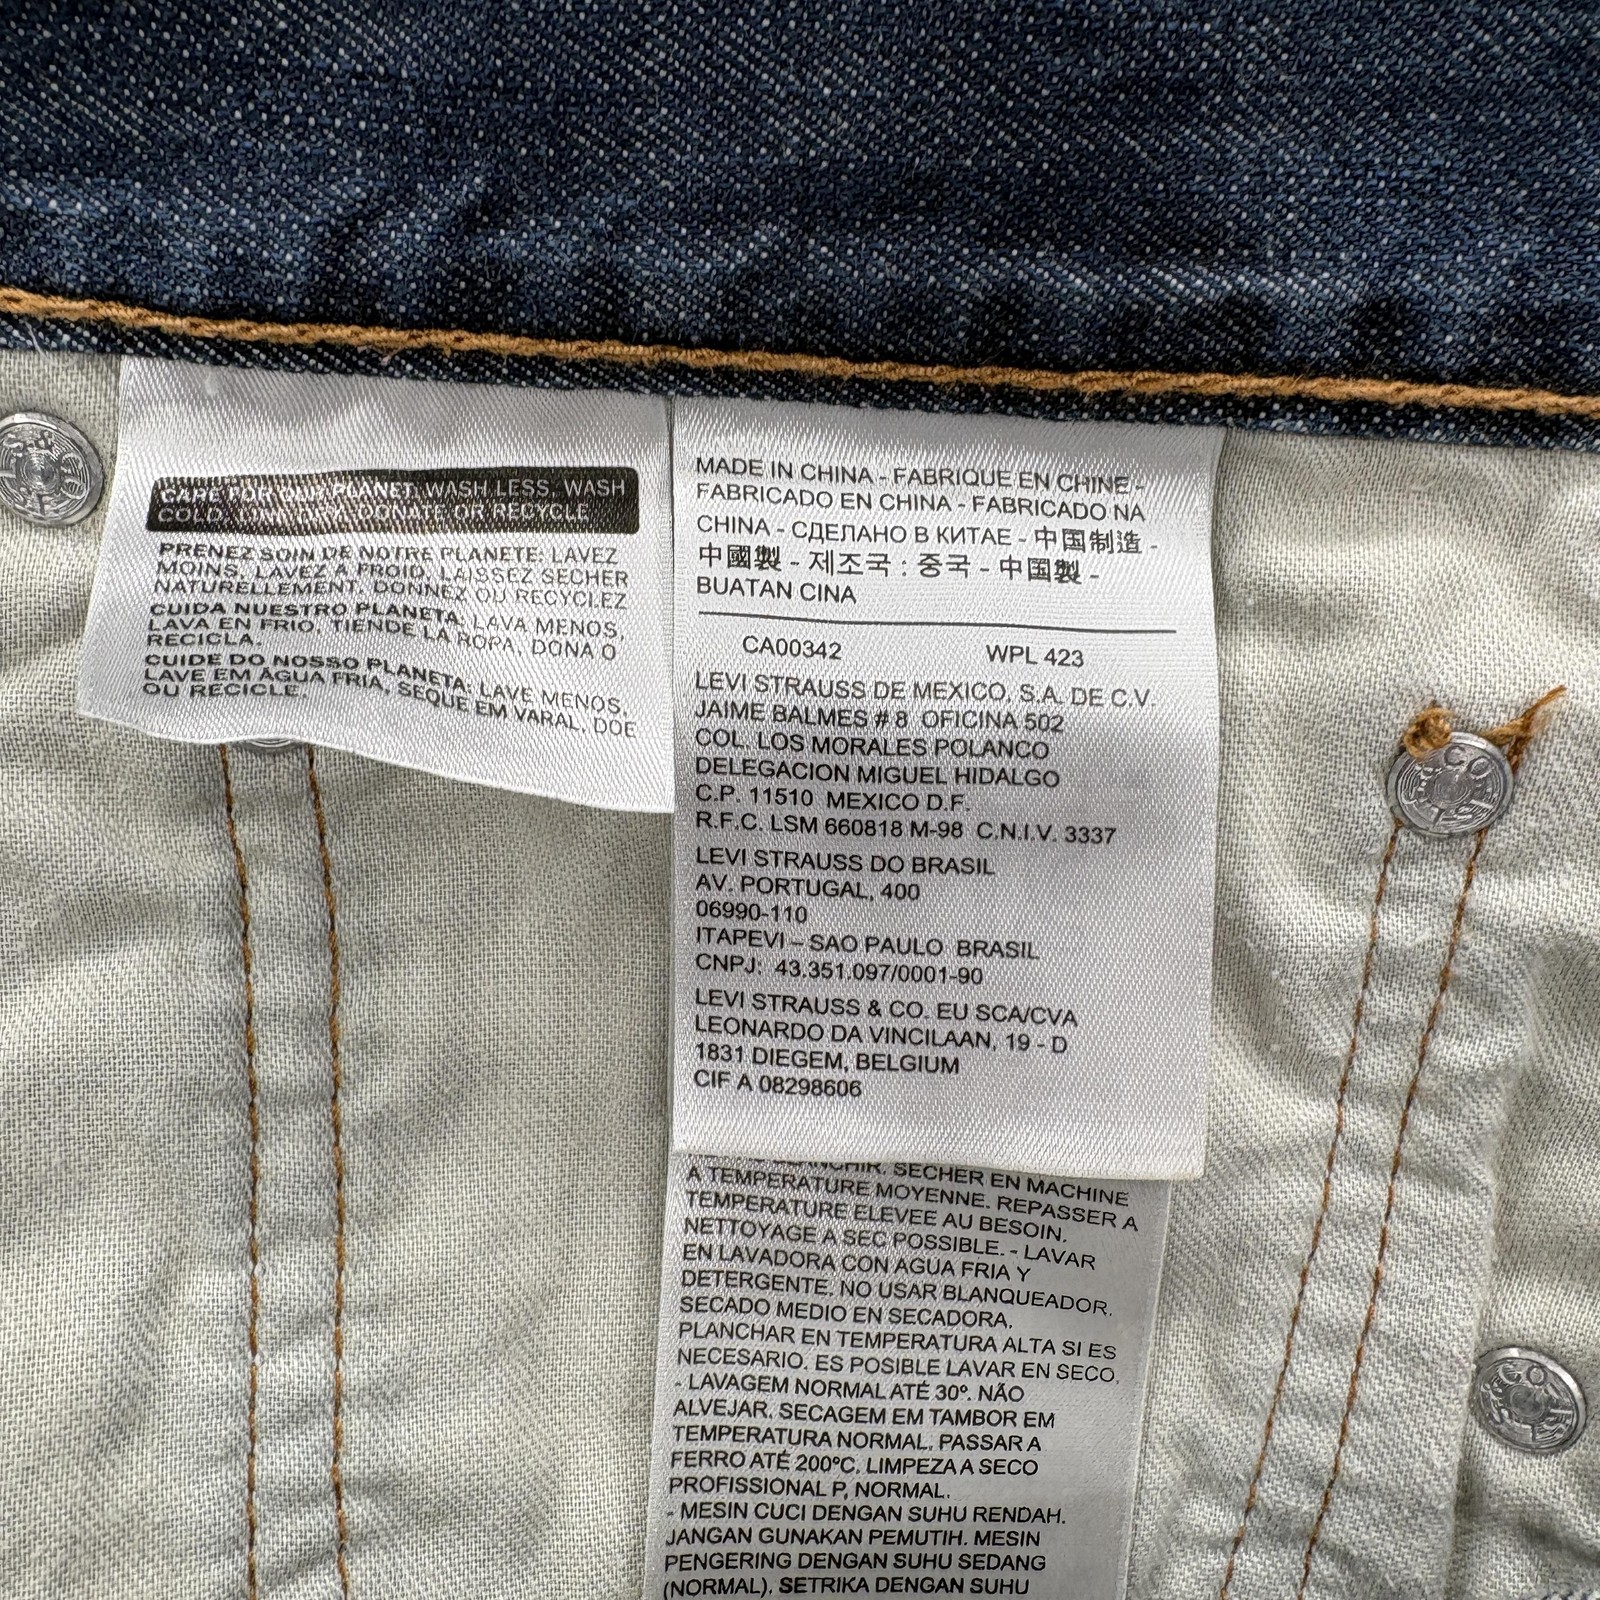 CARE FOR OUR PLANET: WASH LESS, WASH
COLD, LINE DRY, DONATE OR RECYCLE
PRENEZ SOIN DE NOTRE PLANETE: LAVEZ
MOINS, LAVEZ A FROID, LAISSEZ SECHER
NATURELLEMENT, DONNEZ OU RECYCLEZ
CUIDA NUESTRO PLANETA: LAVA MENOS,
LAVA EN FRIO, TIENDE LA ROPA, DONA O
RECICLA.
CUIDE DO NOSSO PLANETA: LAVE MENOS,
LAVE EM ÁGUA FRIA, SEQUE EM VARAL, DOE
OU RECICLE.
MADE IN CHINA - FABRIQUE EN CHINE -
FABRICADO EN CHINA - FABRICADO NA
CHINA - СДЕЛАНО В КИТАЕ - 中国制造 -
中國製 - 제조국 : 중국 - 中国製 -
BUATAN CINA
CA00342 WPL 423
LEVI STRAUSS DE MEXICO, S.A. DE C.V.
JAIME BALMES # 8 OFICINA 502
COL. LOS MORALES POLANCO
DELEGACION MIGUEL HIDALGO
C.P. 11510 MEXICO D.F.
R.F.C. LSM 660818 M-98 C.N.I.V. 3337
LEVI STRAUSS DO BRASIL
AV. PORTUGAL, 400
06990-110
ITAPEVI – SAO PAULO BRASIL
CNPJ: 43.351.097/0001-90
LEVI STRAUSS & CO. EU SCA/CVA
LEONARDO DA VINCILAAN, 19 - D
1831 DIEGEM, BELGIUM
CIF A 08298606
BLANCHIR. SECHER EN MACHINE
A TEMPERATURE MOYENNE. REPASSER A
TEMPERATURE ELEVEE AU BESOIN.
NETTOYAGE A SEC POSSIBLE. - LAVAR
EN LAVADORA CON AGUA FRIA Y
DETERGENTE. NO USAR BLANQUEADOR.
SECADO MEDIO EN SECADORA.
PLANCHAR EN TEMPERATURA ALTA SI ES
NECESARIO. ES POSIBLE LAVAR EN SECO.
- LAVAGEM NORMAL ATÉ 30º. NÃO
ALVEJAR. SECAGEM EM TAMBOR EM
TEMPERATURA NORMAL. PASSAR A
FERRO ATÉ 200ºC. LIMPEZA A SECO
PROFISSIONAL P, NORMAL.
- MESIN CUCI DENGAN SUHU RENDAH.
JANGAN GUNAKAN PEMUTIH. MESIN
PENGERING DENGAN SUHU SEDANG
(NORMAL). SETRIKA DENGAN SUHU